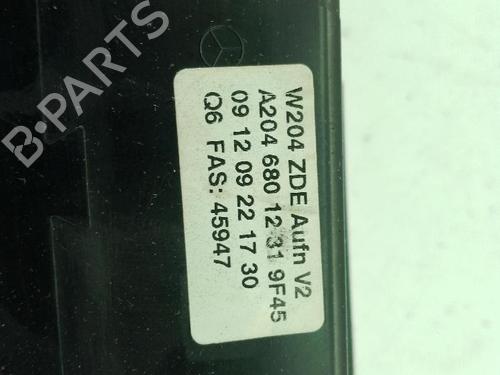 W204 ZDE Aufn V2
A204 680 12 31 9F45
09 12 09 22 17 30
Q6 FAS: 45947
B-PARTS